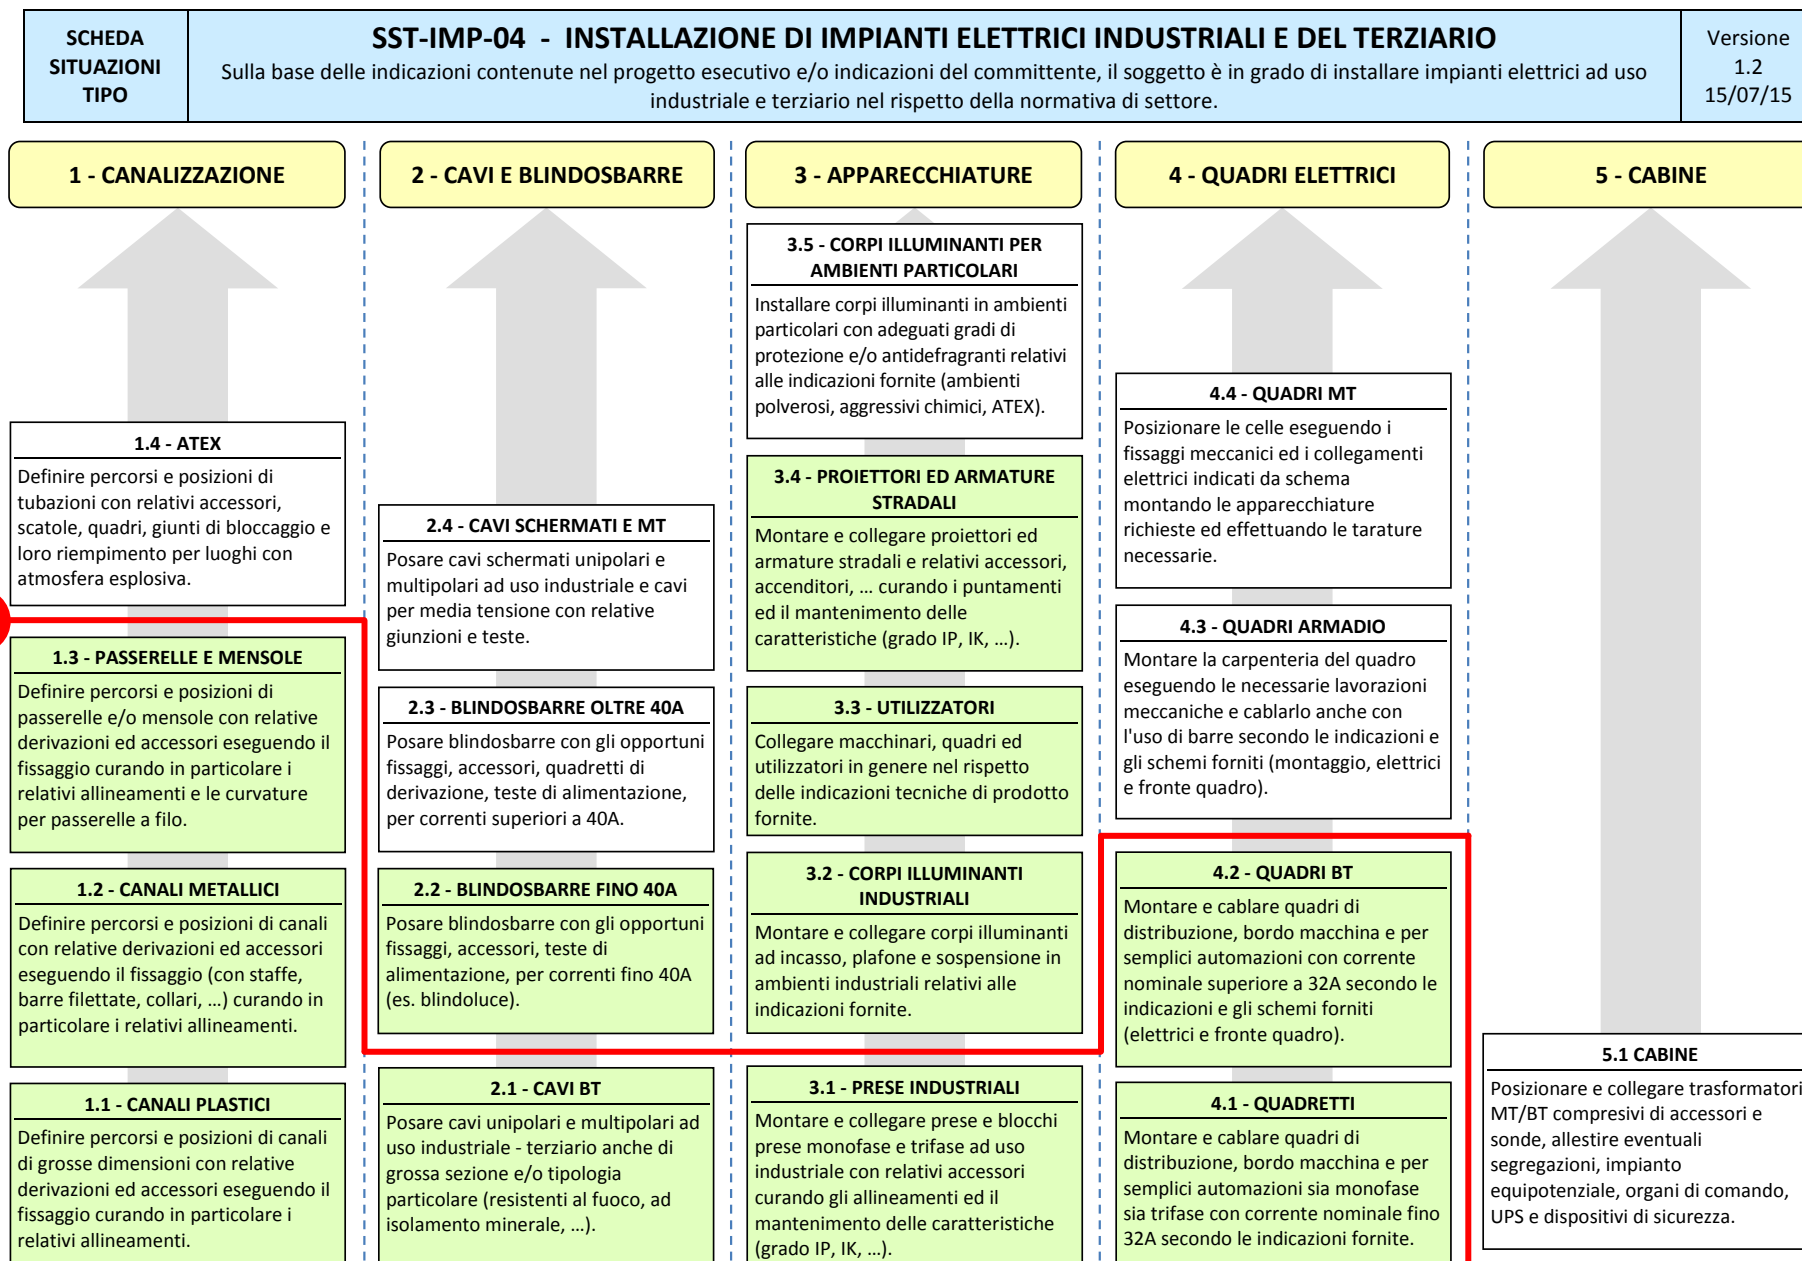 SCHEDA
SITUAZIONI
TIPO
SST-IMP-04 - INSTALLAZIONE DI IMPIANTI ELETTRICI INDUSTRIALI E DEL TERZIARIO
Sulla base delle indicazioni contenute nel progetto esecutivo e/o indicazioni del committente, il soggetto è in grado di installare impianti elettrici ad uso
industriale e terziario nel rispetto della normativa di settore.
Versione
1.2
15/07/15
1 - CANALIZZAZIONE
1.4 - ATEX
Definire percorsi e posizioni di
tubazioni con relativi accessori,
scatole, quadri, giunti di bloccaggio e
loro riempimento per luoghi con
atmosfera esplosiva.
1.3 - PASSERELLE E MENSOLE
Definire percorsi e posizioni di
passerelle e/o mensole con relative
derivazioni ed accessori eseguendo il
fissaggio curando in particolare i
relativi allineamenti e le curvature
per passerelle a filo.
1.2 - CANALI METALLICI
Definire percorsi e posizioni di canali
con relative derivazioni ed accessori
eseguendo il fissaggio (con staffe,
barre filettate, collari, ...) curando in
particolare i relativi allineamenti.
1.1 - CANALI PLASTICI
Definire percorsi e posizioni di canali
di grosse dimensioni con relative
derivazioni ed accessori eseguendo il
fissaggio curando in particolare i
relativi allineamenti.
2 - CAVI E BLINDOSBARRE
2.4 - CAVI SCHERMATI E MT
Posare cavi schermati unipolari e
multipolari ad uso industriale e cavi
per media tensione con relative
giunzioni e teste.
2.3 - BLINDOSBARRE OLTRE 40A
Posare blindosbarre con gli opportuni
fissaggi, accessori, quadretti di
derivazione, teste di alimentazione,
per correnti superiori a 40A.
2.2 - BLINDOSBARRE FINO 40A
Posare blindosbarre con gli opportuni
fissaggi, accessori, teste di
alimentazione, per correnti fino 40A
(es. blindoluce).
2.1 - CAVI BT
Posare cavi unipolari e multipolari ad
uso industriale - terziario anche di
grossa sezione e/o tipologia
particolare (resistenti al fuoco, ad
isolamento minerale, ...).
3 - APPARECCHIATURE
3.5 - CORPI ILLUMINANTI PER
AMBIENTI PARTICOLARI
Installare corpi illuminanti in ambienti
particolari con adeguati gradi di
protezione e/o antidefragranti relativi
alle indicazioni fornite (ambienti
polverosi, aggressivi chimici, ATEX).
3.4 - PROIETTORI ED ARMATURE
STRADALI
Montare e collegare proiettori ed
armature stradali e relativi accessori,
accenditori, ... curando i puntamenti
ed il mantenimento delle
caratteristiche (grado IP, IK, ...).
3.3 - UTILIZZATORI
Collegare macchinari, quadri ed
utilizzatori in genere nel rispetto
delle indicazioni tecniche di prodotto
fornite.
3.2 - CORPI ILLUMINANTI
INDUSTRIALI
Montare e collegare corpi illuminanti
ad incasso, plafone e sospensione in
ambienti industriali relativi alle
indicazioni fornite.
3.1 - PRESE INDUSTRIALI
Montare e collegare prese e blocchi
prese monofase e trifase ad uso
industriale con relativi accessori
curando gli allineamenti ed il
mantenimento delle caratteristiche
(grado IP, IK, ...).
4 - QUADRI ELETTRICI
4.4 - QUADRI MT
Posizionare le celle eseguendo i
fissaggi meccanici ed i collegamenti
elettrici indicati da schema
montando le apparecchiature
richieste ed effettuando le tarature
necessarie.
4.3 - QUADRI ARMADIO
Montare la carpenteria del quadro
eseguendo le necessarie lavorazioni
meccaniche e cablarlo anche con
l'uso di barre secondo le indicazioni e
gli schemi forniti (montaggio, elettrici
e fronte quadro).
4.2 - QUADRI BT
Montare e cablare quadri di
distribuzione, bordo macchina e per
semplici automazioni con corrente
nominale superiore a 32A secondo le
indicazioni e gli schemi forniti
(elettrici e fronte quadro).
4.1 - QUADRETTI
Montare e cablare quadri di
distribuzione, bordo macchina e per
semplici automazioni sia monofase
sia trifase con corrente nominale fino
32A secondo le indicazioni fornite.
5 - CABINE
5.1 CABINE
Posizionare e collegare trasformatori
MT/BT compresivi di accessori e
sonde, allestire eventuali
segregazioni, impianto
equipotenziale, organi di comando,
UPS e dispositivi di sicurezza.